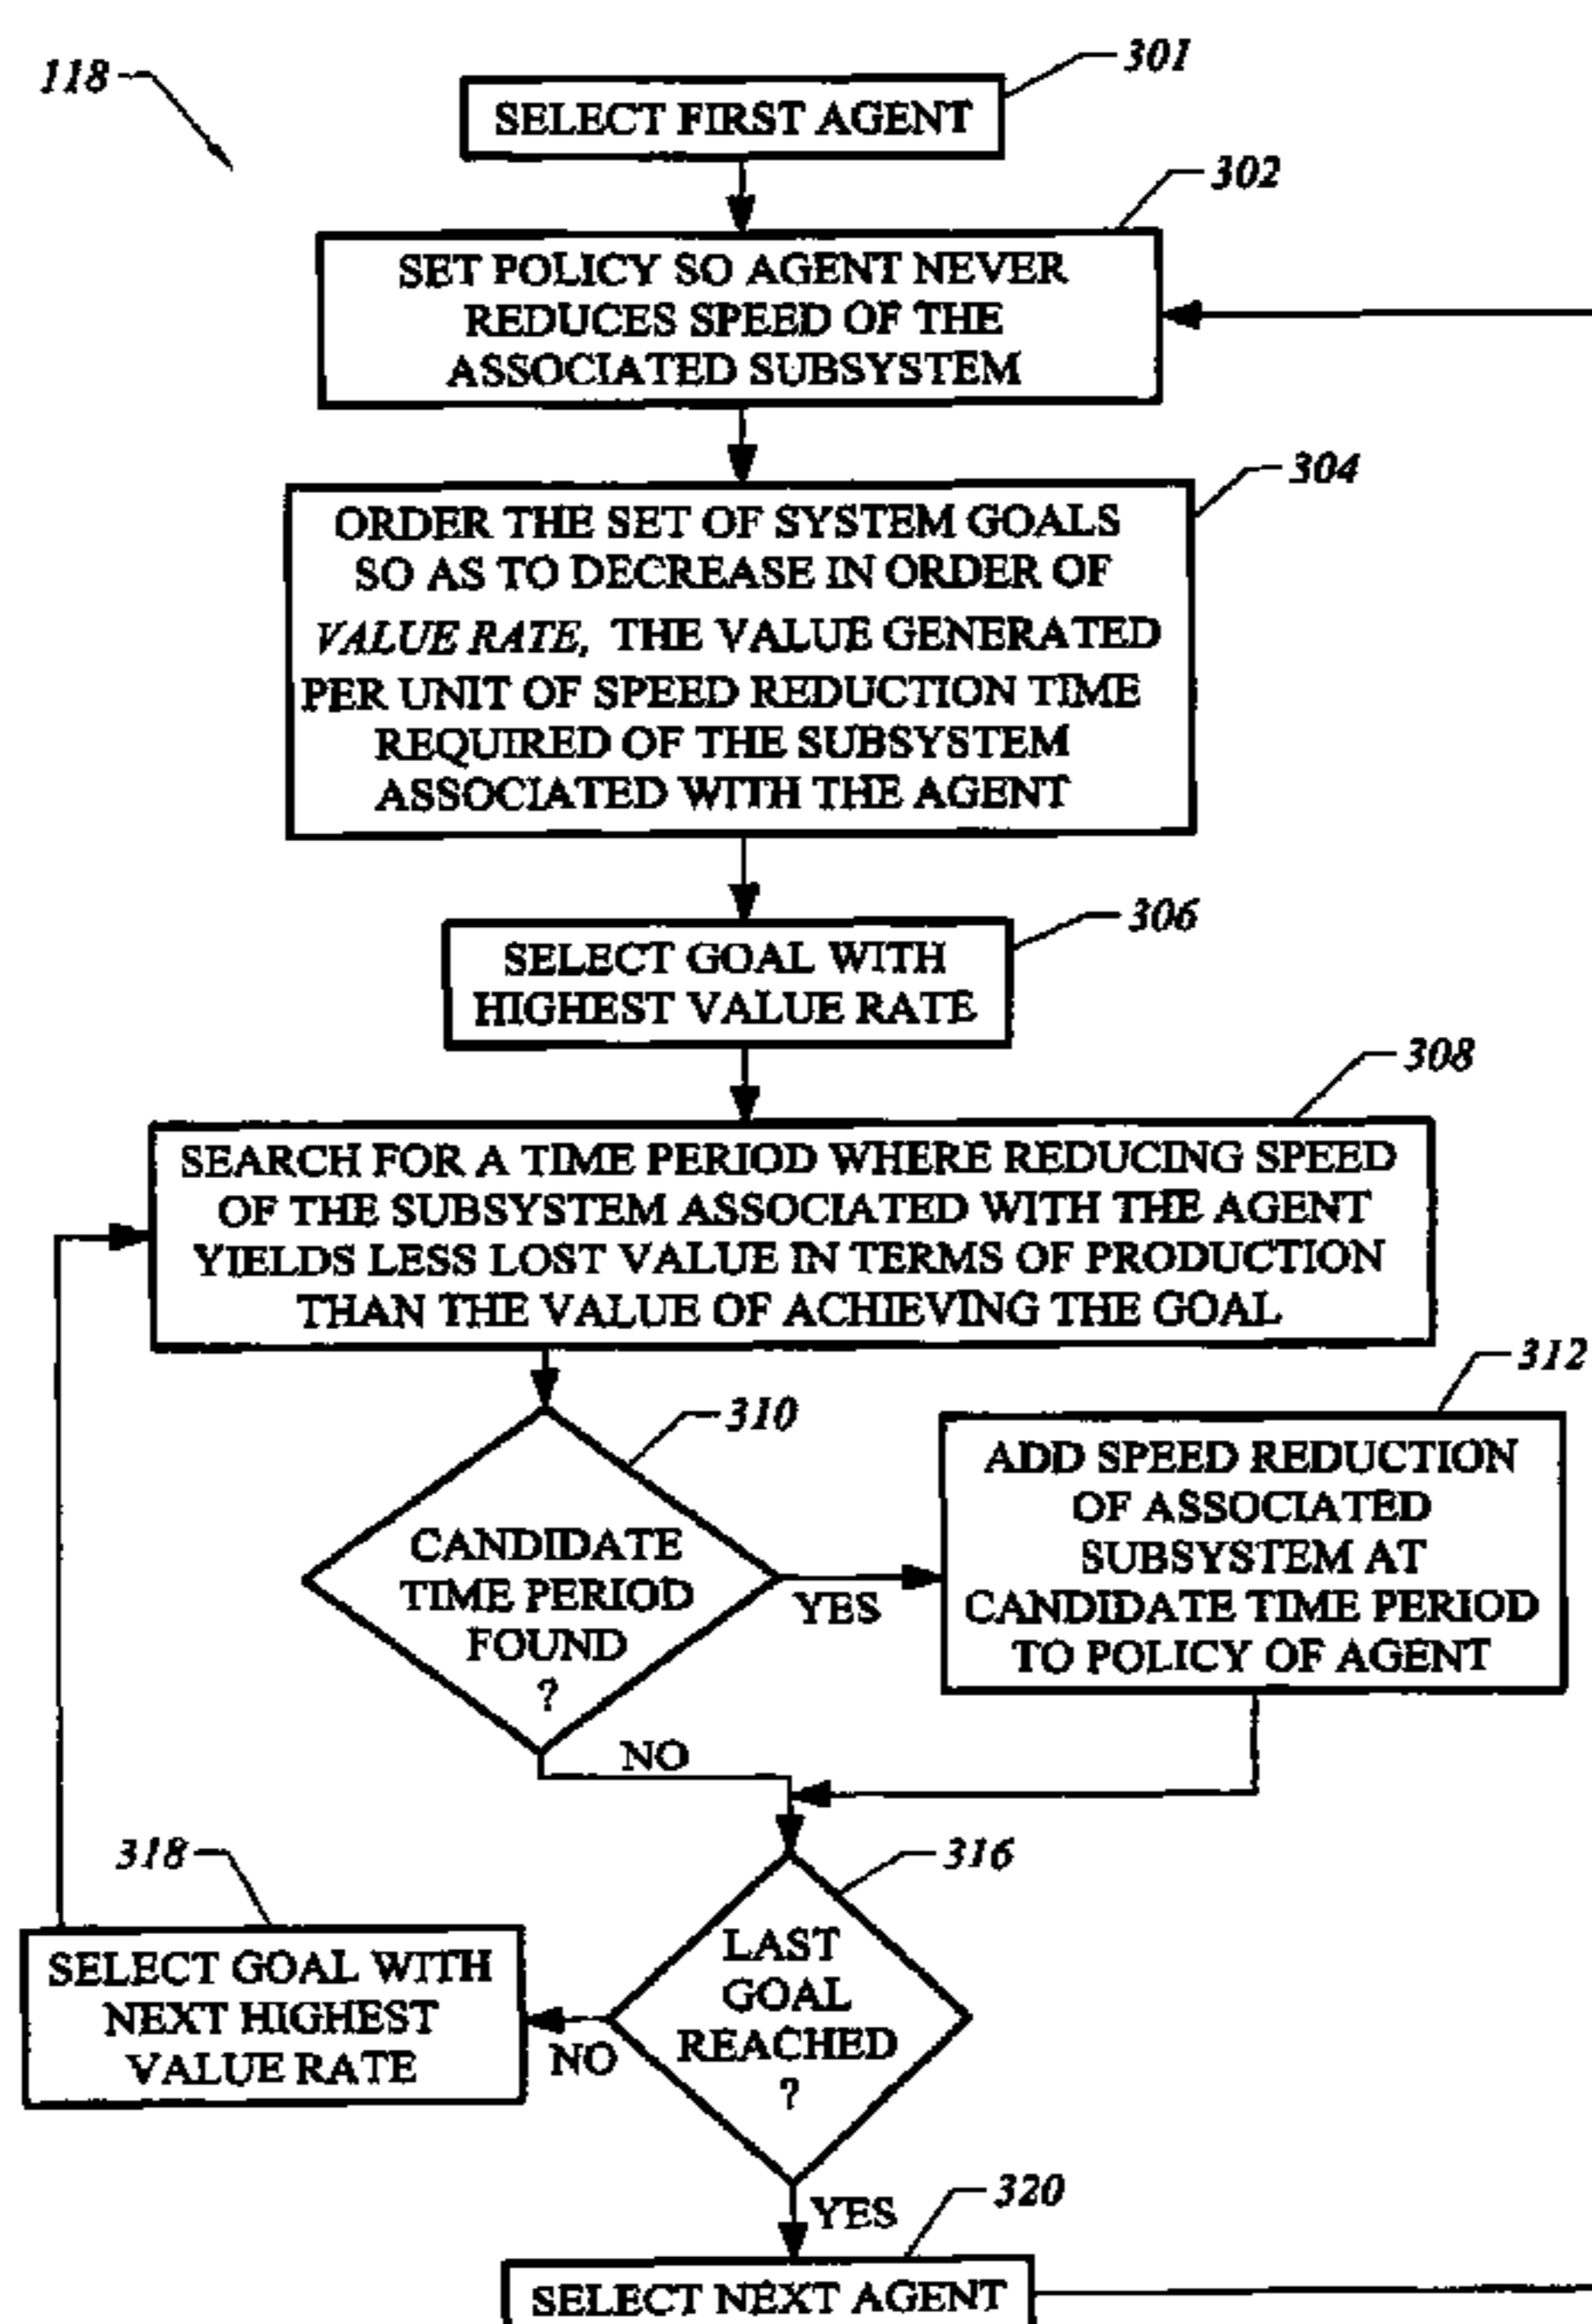 118
301
SELECT FIRST AGENT
302
SET POLICY SO AGENT NEVER
REDUCES SPEED OF THE
ASSOCIATED SUBSYSTEM
304
ORDER THE SET OF SYSTEM GOALS
SO AS TO DECREASE IN ORDER OF
VALUE RATE, THE VALUE GENERATED
PER UNIT OF SPEED REDUCTION TIME
REQUIRED OF THE SUBSYSTEM
ASSOCIATED WITH THE AGENT
306
SELECT GOAL WITH
HIGHEST VALUE RATE
308
SEARCH FOR A TIME PERIOD WHERE REDUCING SPEED
OF THE SUBSYSTEM ASSOCIATED WITH THE AGENT
YIELDS LESS LOST VALUE IN TERMS OF PRODUCTION
THAN THE VALUE OF ACHIEVING THE GOAL
310
CANDIDATE
TIME PERIOD
FOUND
?
YES
NO
312
ADD SPEED REDUCTION
OF ASSOCIATED
SUBSYSTEM AT
CANDIDATE TIME PERIOD
TO POLICY OF AGENT
316
LAST
GOAL
REACHED
?
NO
YES
318
SELECT GOAL WITH
NEXT HIGHEST
VALUE RATE
320
SELECT NEXT AGENT